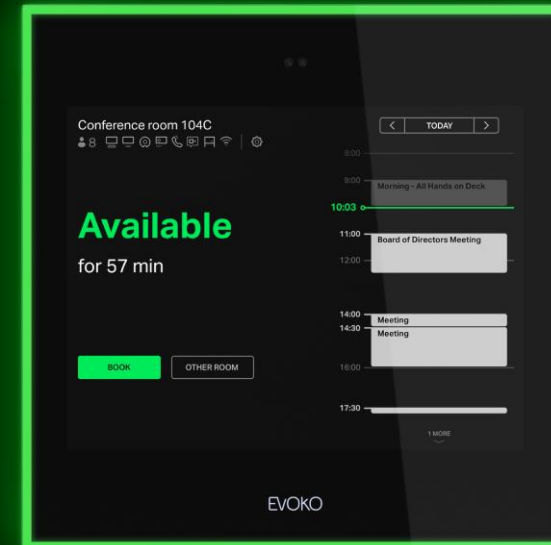 Conference room 104C
8
Available
for 57 min
BOOK
OTHER ROOM
TODAY
8:00
9:00
Morning - All Hands on Deck
10:03
11:00
Board of Directors Meeting
12:00
14:00
Meeting
14:30
Meeting
16:00
17:30
1 MORE
EVOKO